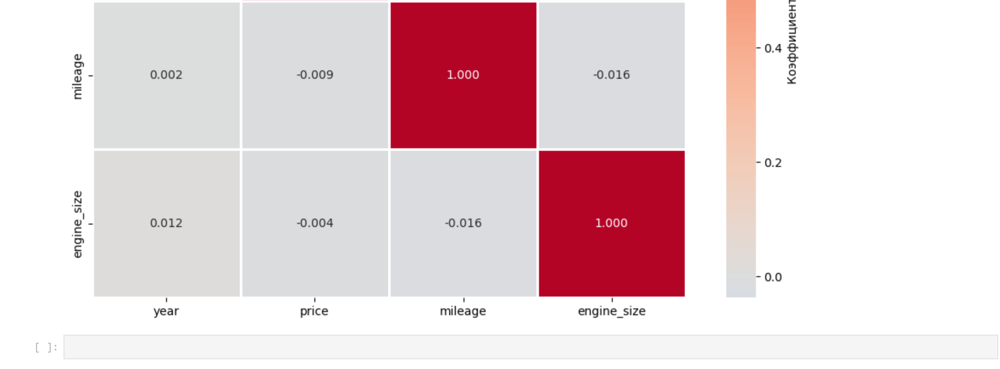 mileage
0.002 -0.009 1.000 -0.016
0.4
Коэффициент
0.2
engine_size
0.012 -0.004 -0.016 1.000
0.0
year price mileage engine_size
[ ]: